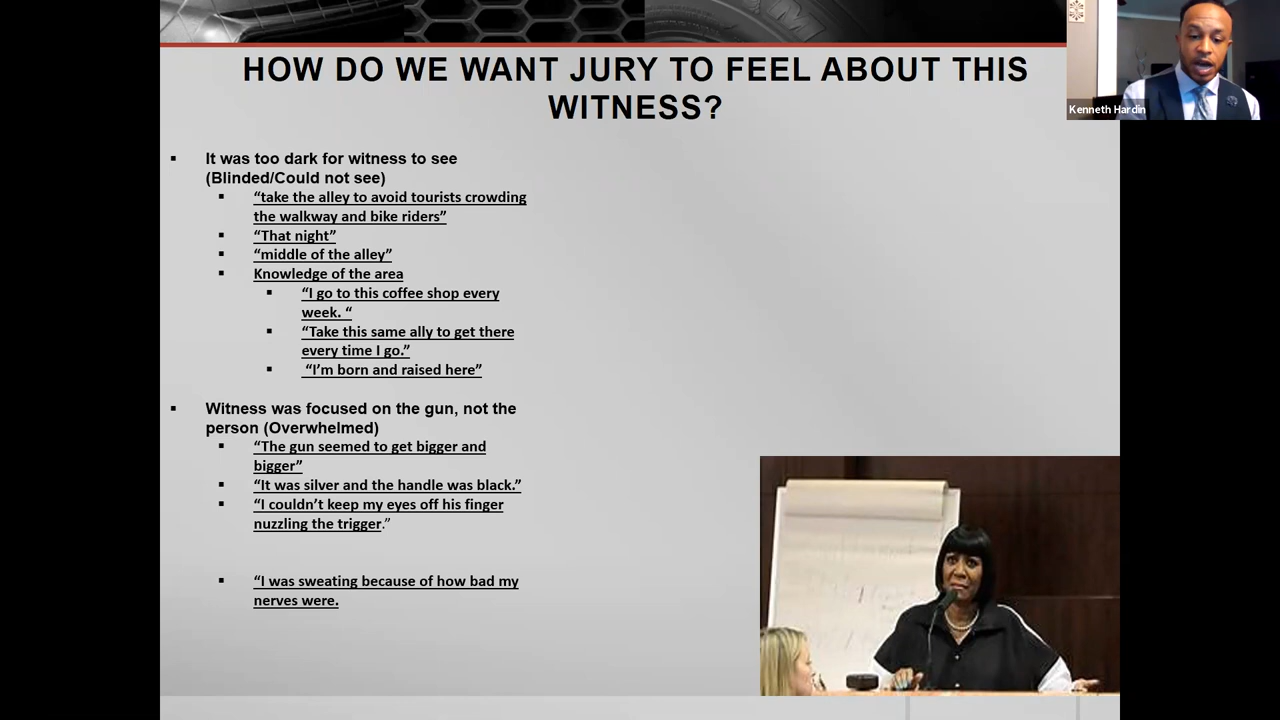 HOW DO WE WANT JURY TO FEEL ABOUT THIS
WITNESS?
Kenneth Hardin
It was too dark for witness to see
(Blinded/Could not see)
“take the alley to avoid tourists crowding
the walkway and bike riders”
“That night”
“middle of the alley”
Knowledge of the area
“I go to this coffee shop every
week. “
“Take this same ally to get there
every time I go.”
“I’m born and raised here”
Witness was focused on the gun, not the
person (Overwhelmed)
“The gun seemed to get bigger and
bigger”
“It was silver and the handle was black.”
“I couldn’t keep my eyes off his finger
nuzzling the trigger.”
“I was sweating because of how bad my
nerves were.